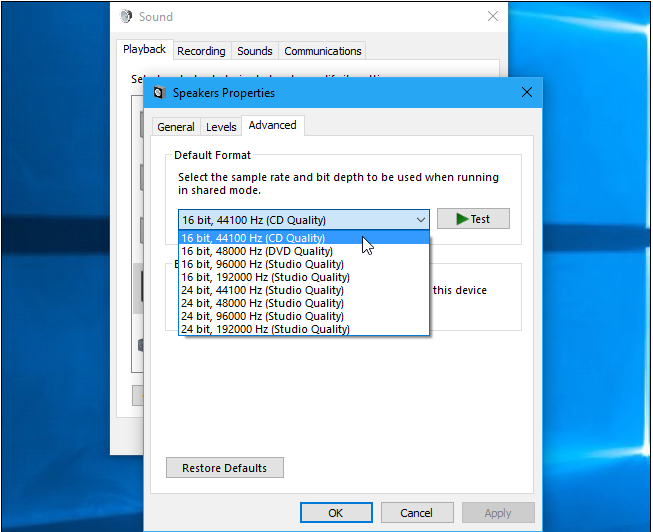 Sound
Playback
Recording
Sounds
Communications
Speakers Properties
General
Levels
Advanced
Default Format
Select the sample rate and bit depth to be used when running
in shared mode.
16 bit, 44100 Hz (CD Quality)
Test
16 bit, 44100 Hz (CD Quality)
16 bit, 48000 Hz (DVD Quality)
16 bit, 96000 Hz (Studio Quality)
16 bit, 192000 Hz (Studio Quality)
24 bit, 44100 Hz (Studio Quality)
this device
24 bit, 48000 Hz (Studio Quality)
24 bit, 96000 Hz (Studio Quality)
24 bit, 192000 Hz (Studio Quality)
Restore Defaults
OK
Cancel
Apply